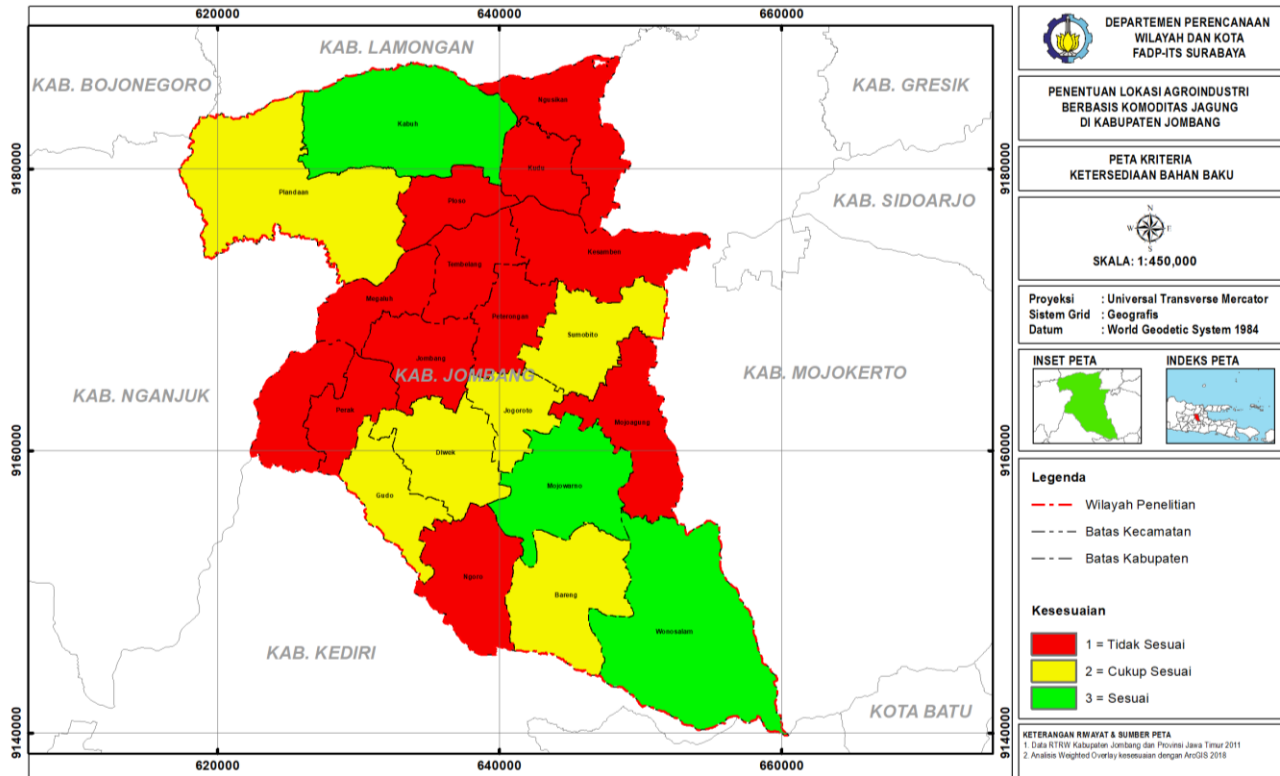 620000
640000
660000
KAB. LAMONGAN
KAB. BOJONEGORO
KAB. GRESIK
Ngusikan
Kabuh
Kudu
9180000
9180000
Plandaan
Ploso
KAB. SIDOARJO
Kesamben
Tembelang
Megaluh
Peterongan
Sumobito
Jombang
KAB. JOMBANG
KAB. MOJOKERTO
KAB. NGANJUK
Perak
Jogoroto
Mojoagung
9160000
9160000
Diwek
Mojowarno
Gudo
Ngoro
Bareng
Wonosalam
KAB. KEDIRI
KOTA BATU
9140000
9140000
620000
640000
660000
DEPARTEMEN PERENCANAAN
WILAYAH DAN KOTA
FADP-ITS SURABAYA
PENENTUAN LOKASI AGROINDUSTRI
BERBASIS KOMODITAS JAGUNG
DI KABUPATEN JOMBANG
PETA KRITERIA
KETERSEDIAAN BAHAN BAKU
N
W E
S
SKALA: 1:450,000
Proyeksi : Universal Transverse Mercator
Sistem Grid : Geografis
Datum : World Geodetic System 1984
INSET PETA
INDEKS PETA
Legenda
Wilayah Penelitian
Batas Kecamatan
Batas Kabupaten
Kesesuaian
1 = Tidak Sesuai
2 = Cukup Sesuai
3 = Sesuai
KETERANGAN RIWAYAT & SUMBER PETA
1. Data RTRW Kabupaten Jombang dan Provinsi Jawa Timur 2011
2. Analisis Weighted Overlay kesesuaian dengan ArcGIS 2018